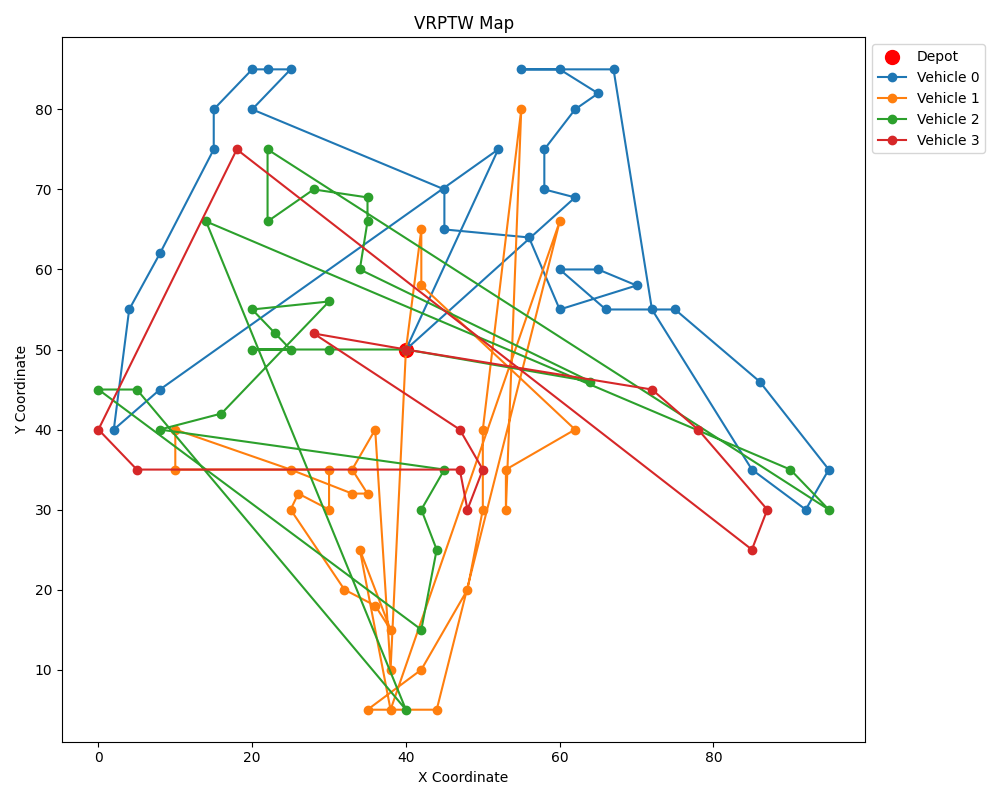 VRPTW Map
Depot
Vehicle 0
Vehicle 1
Vehicle 2
Vehicle 3
80
70
60
50
40
30
20
10
Y Coordinate
0 20 40 60 80
X Coordinate